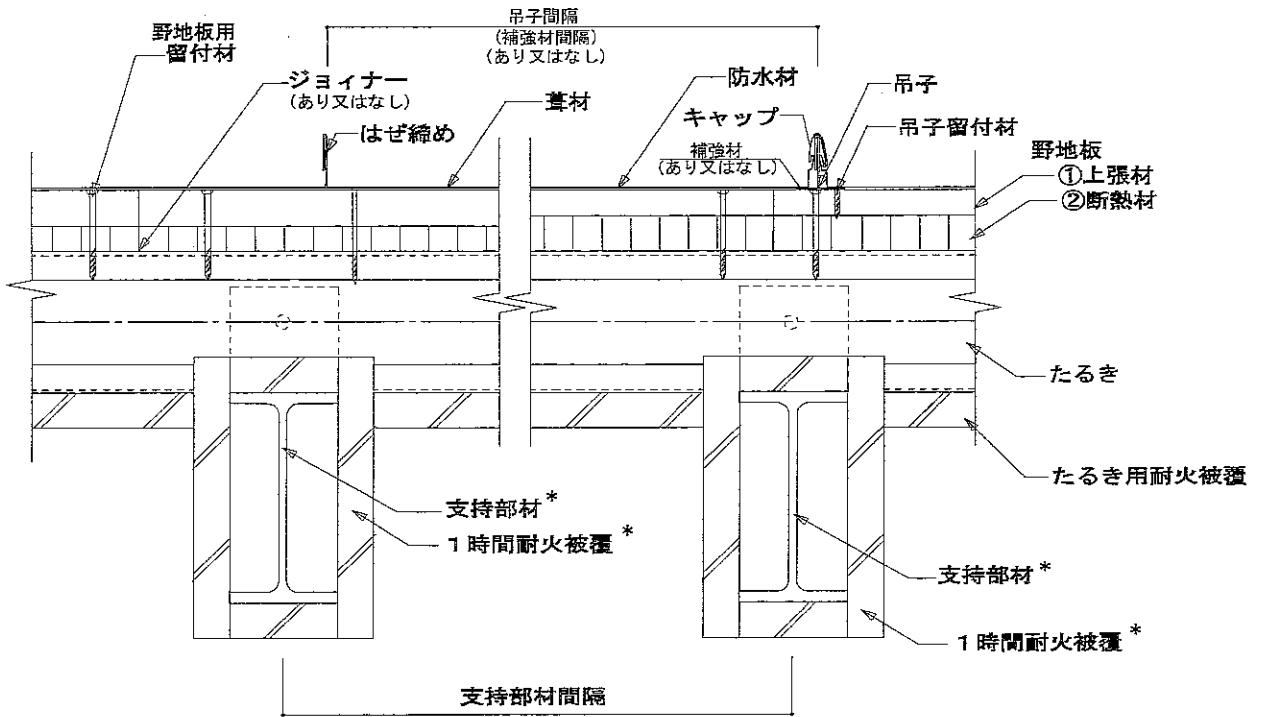 吊子間隔
(補強材間隔)
(あり又はなし)
野地板用
留付材
ジョイナー
(あり又はなし)
はぜ締め
葺材
防水材
キャップ
補強材
(あり又はなし)
吊子
吊子留付材
野地板
①上張材
②断熱材
たるき
たるき用耐火被覆
支持部材*
1時間耐火被覆*
支持部材*
1時間耐火被覆*
支持部材間隔